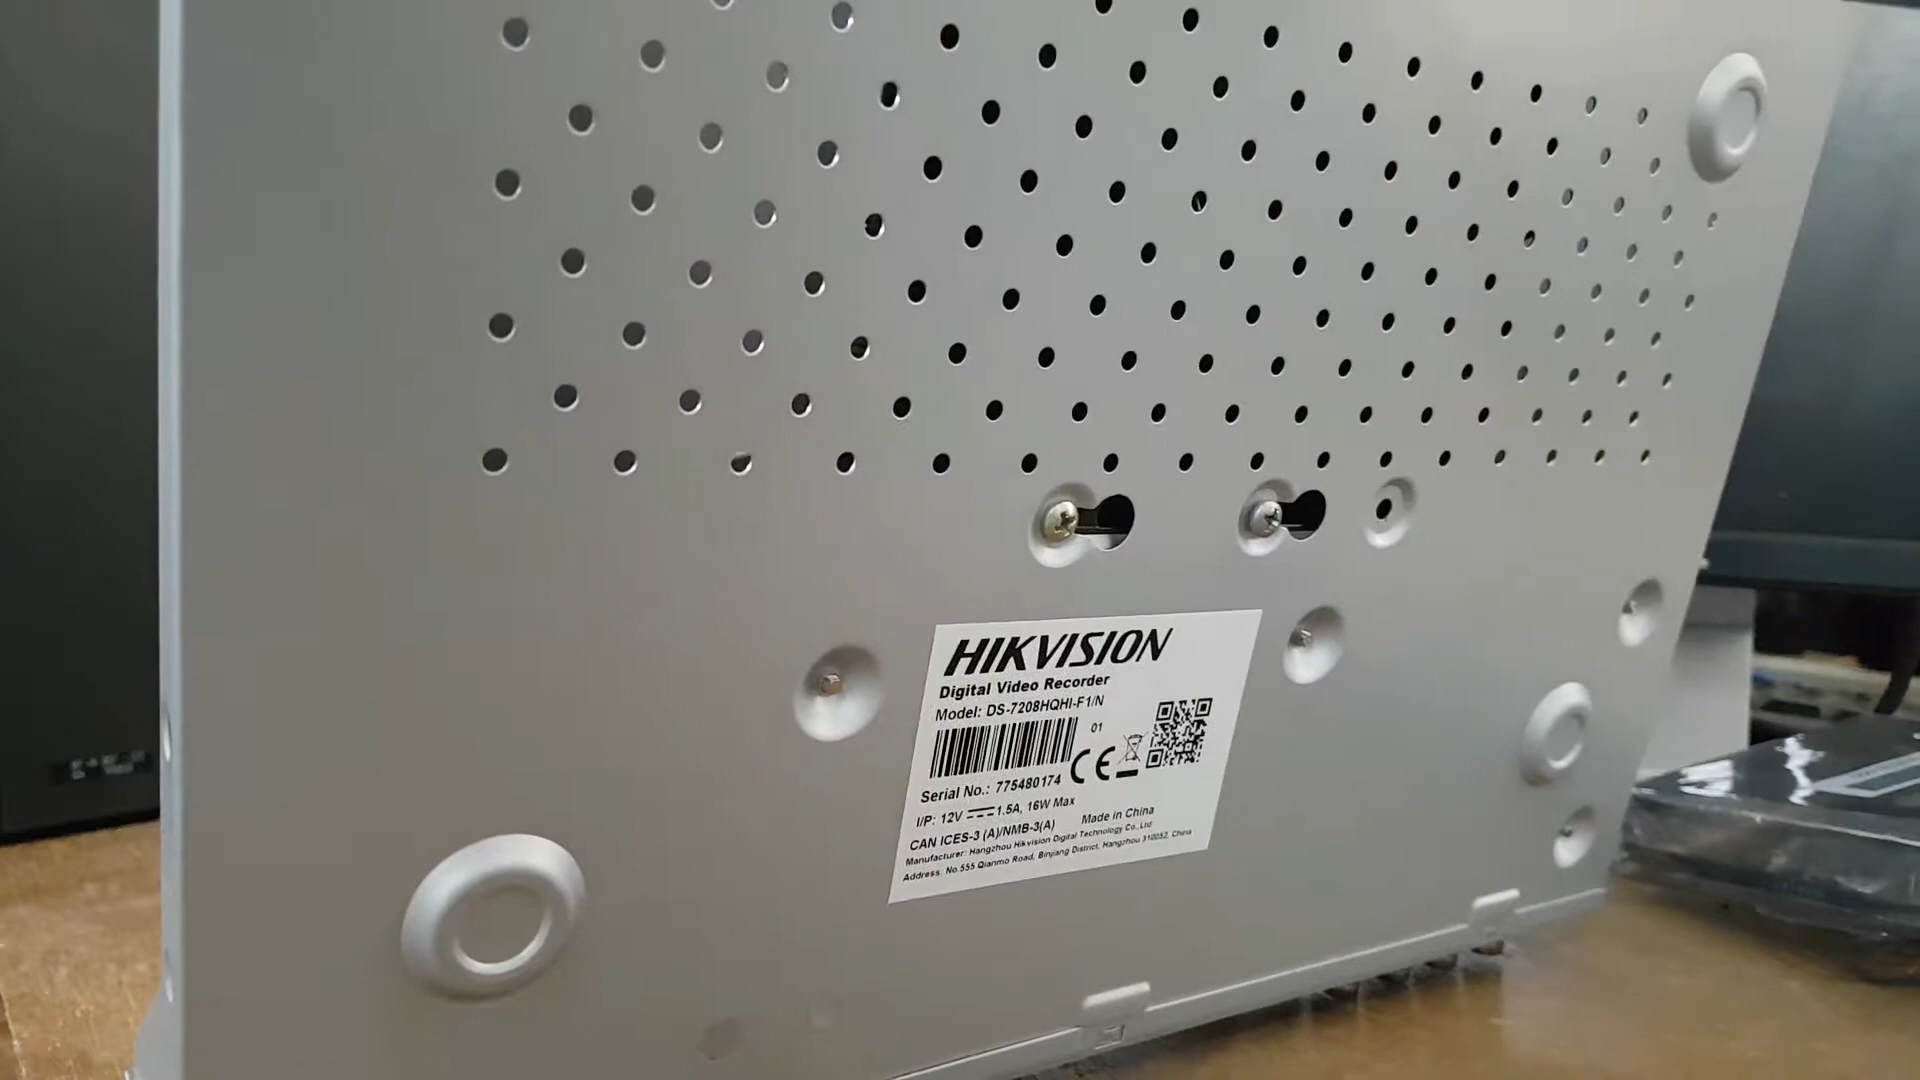 HIKVISION
Digital Video Recorder
Model: DS-7208HQHI-F1/N
01
CE
Serial No.: 775480174
I/P: 12V ⎓ 1.5A, 16W Max
CAN ICES-3 (A)/NMB-3(A) Made in China
Manufacturer: Hangzhou Hikvision Digital Technology Co.,Ltd
Address: No.555 Qianmo Road, Binjiang District, Hangzhou 310052, China